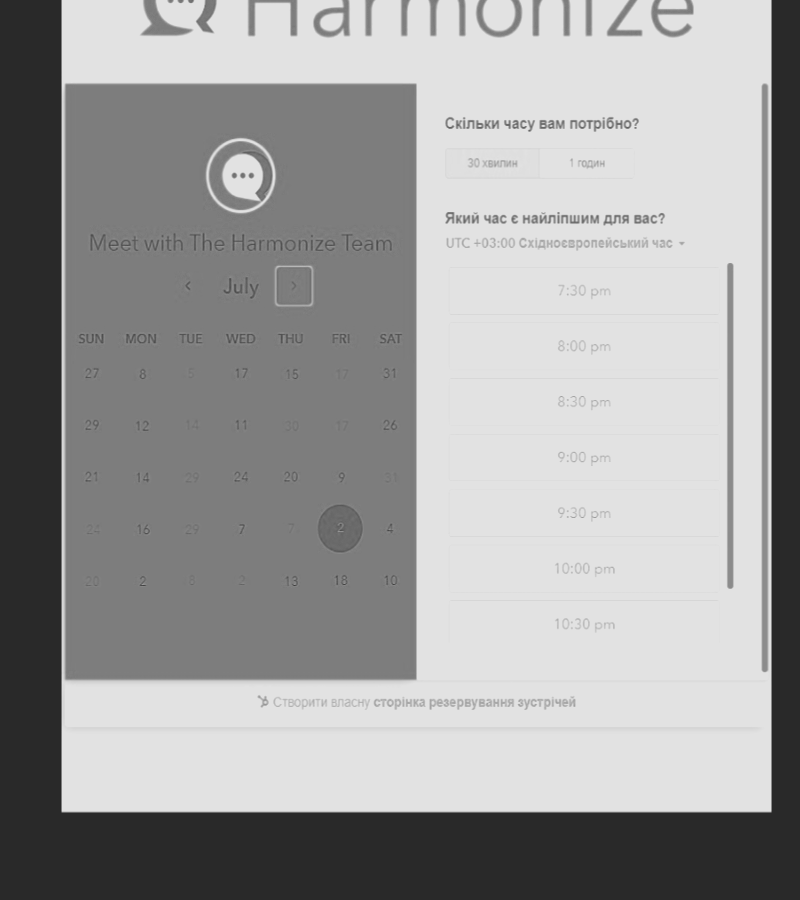 Harmonize
Meet with The Harmonize Team
July
SUN MON TUE WED THU FRI SAT
27 8 5 17 15 17 31
29 12 14 11 30 17 26
21 14 29 24 20 9 31
24 16 29 7 7 2 4
20 2 8 2 13 18 10
Скільки часу вам потрібно?
30 хвилин 1 годин
Який час є найліпшим для вас?
UTC +03:00 Східноєвропейський час
7:30 pm
8:00 pm
8:30 pm
9:00 pm
9:30 pm
10:00 pm
10:30 pm
Створити власну сторінка резервування зустрічей